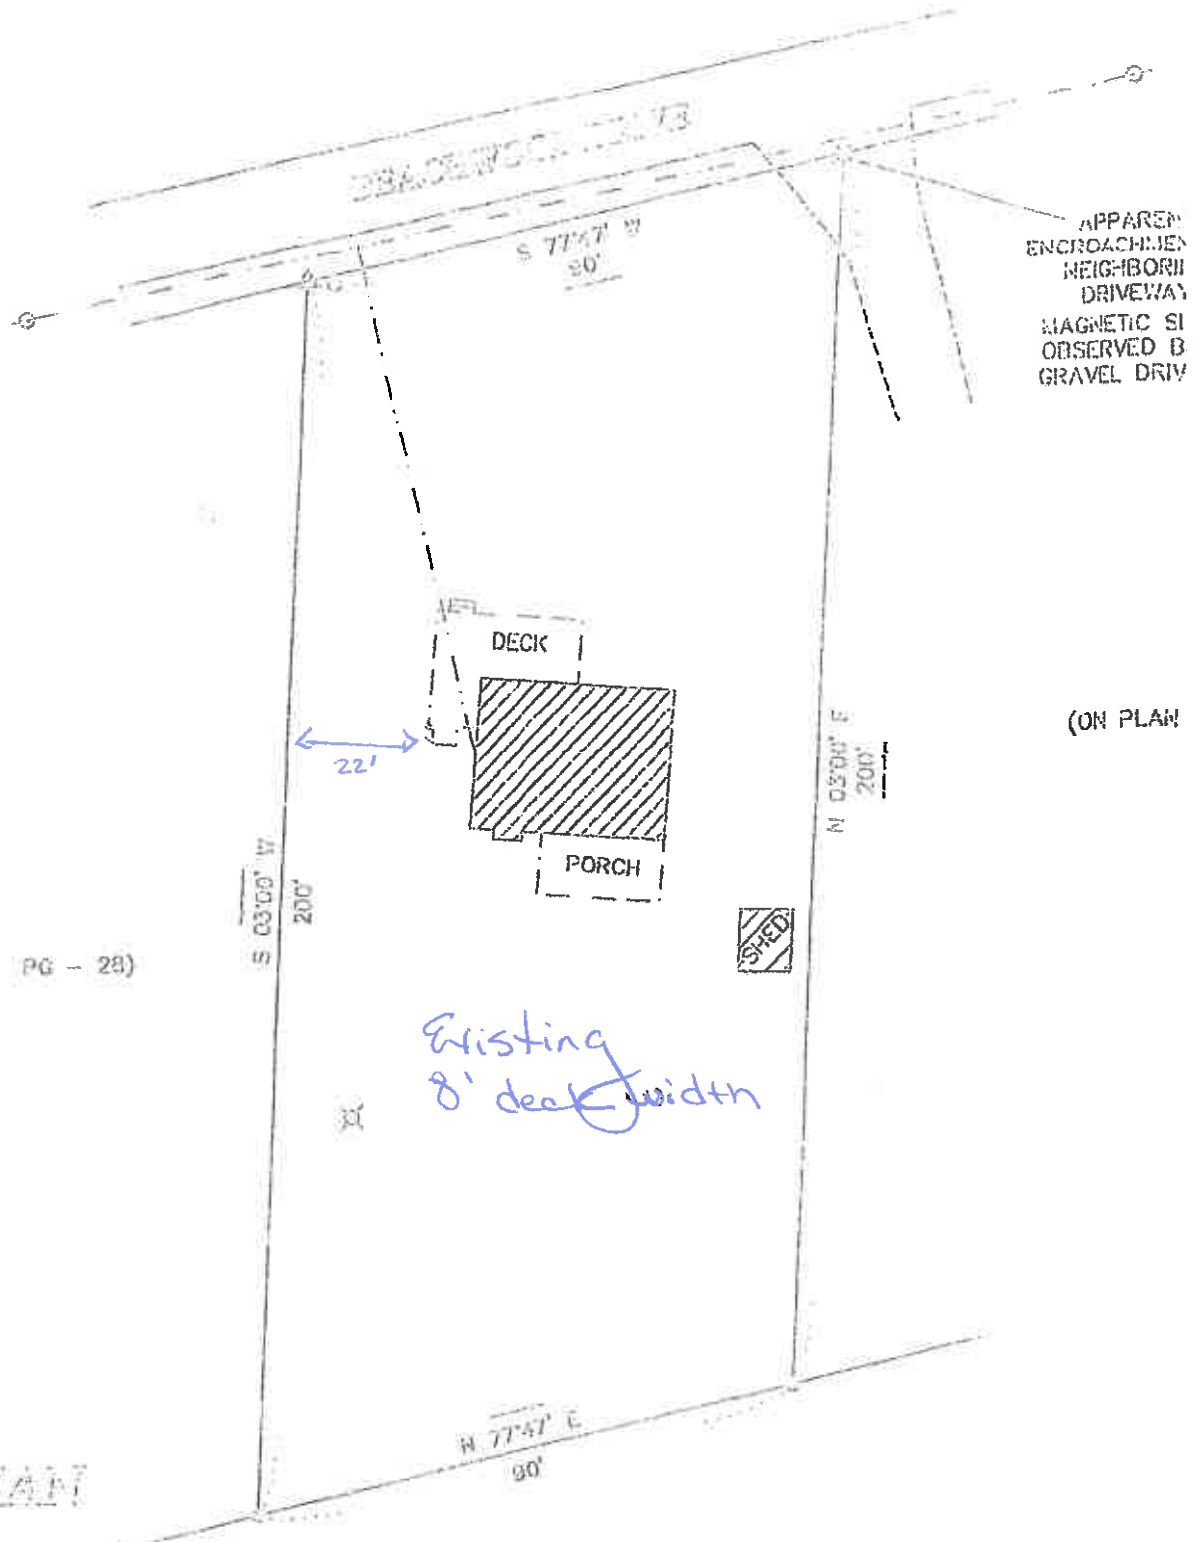 S 77°47' W
90'
APPAREN
ENCROACHMEN
NEIGHBORI
DRIVEWAY
MAGNETIC SI
OBSERVED B
GRAVEL DRIV
DECK
22'
(ON PLAN
N 03°00' E
200'
PORCH
S 03°00' W
200'
SHED
PG - 28)
Existing
8' deck width
N 77°47' E
90'